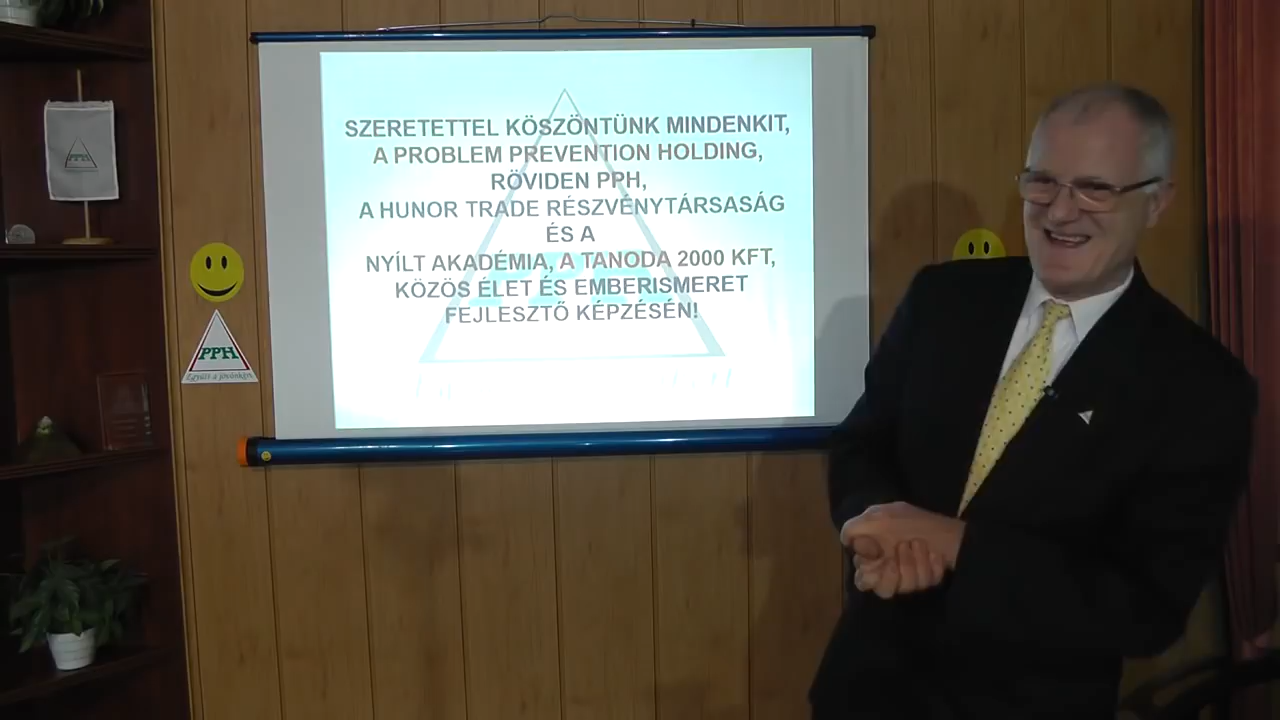 SZERETETTEL KÖSZÖNTÜNK MINDENKIT,
A PROBLEM PREVENTION HOLDING,
RÖVIDEN PPH,
A HUNOR TRADE RÉSZVÉNYTÁRSASÁG
ÉS A
NYÍLT AKADÉMIA, A TANODA 2000 KFT,
KÖZÖS ÉLET ÉS EMBERISMERET
FEJLESZTŐ KÉPZÉSÉN!
PPH
Együtt a jövőnkért
PPH